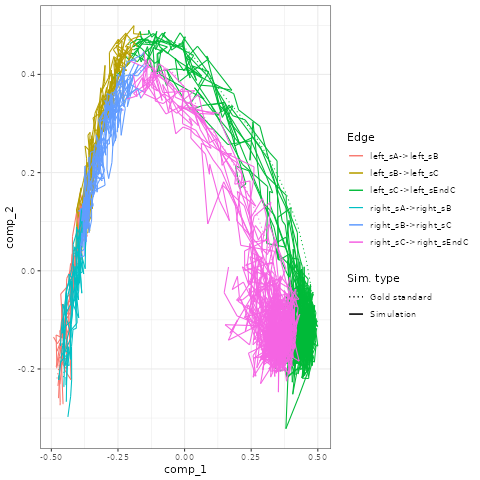 comp_2
0.4
0.2
0.0
-0.2
-0.50
-0.25
0.00
0.25
0.50
comp_1
Edge
left_sA->left_sB
left_sB->left_sC
left_sC->left_sEndC
right_sA->right_sB
right_sB->right_sC
right_sC->right_sEndC
Sim. type
Gold standard
Simulation